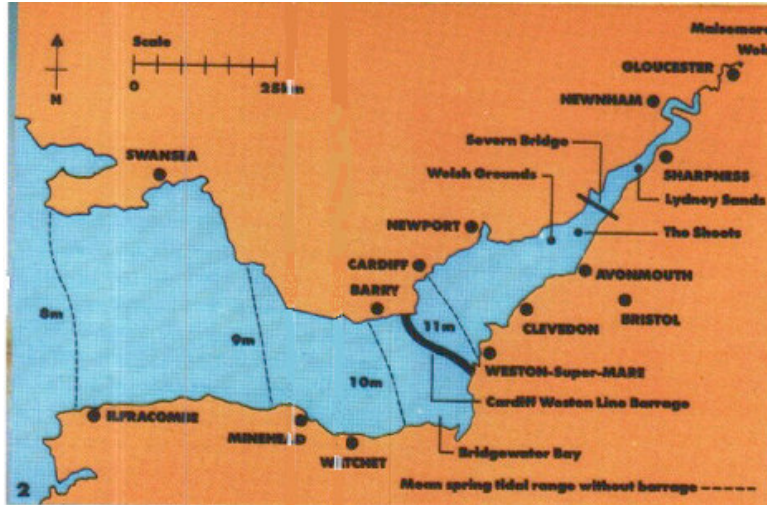 Maisemore
Scale
GLOUCESTER
N
0
25km
NEWNHAM
Severn Bridge
SWANSEA
SHARPNESS
Welsh Grounds
Lydney Sands
NEWPORT
The Shoots
CARDIFF
AVONMOUTH
BARRY
8m
11m
BRISTOL
CLEVEDON
9m
WESTON-Super-MARE
10m
Cardiff Weston Line Barrage
ILFRACOMBE
MINEHEAD
WATCHET
Bridgewater Bay
2
Mean spring tidal range without barrage